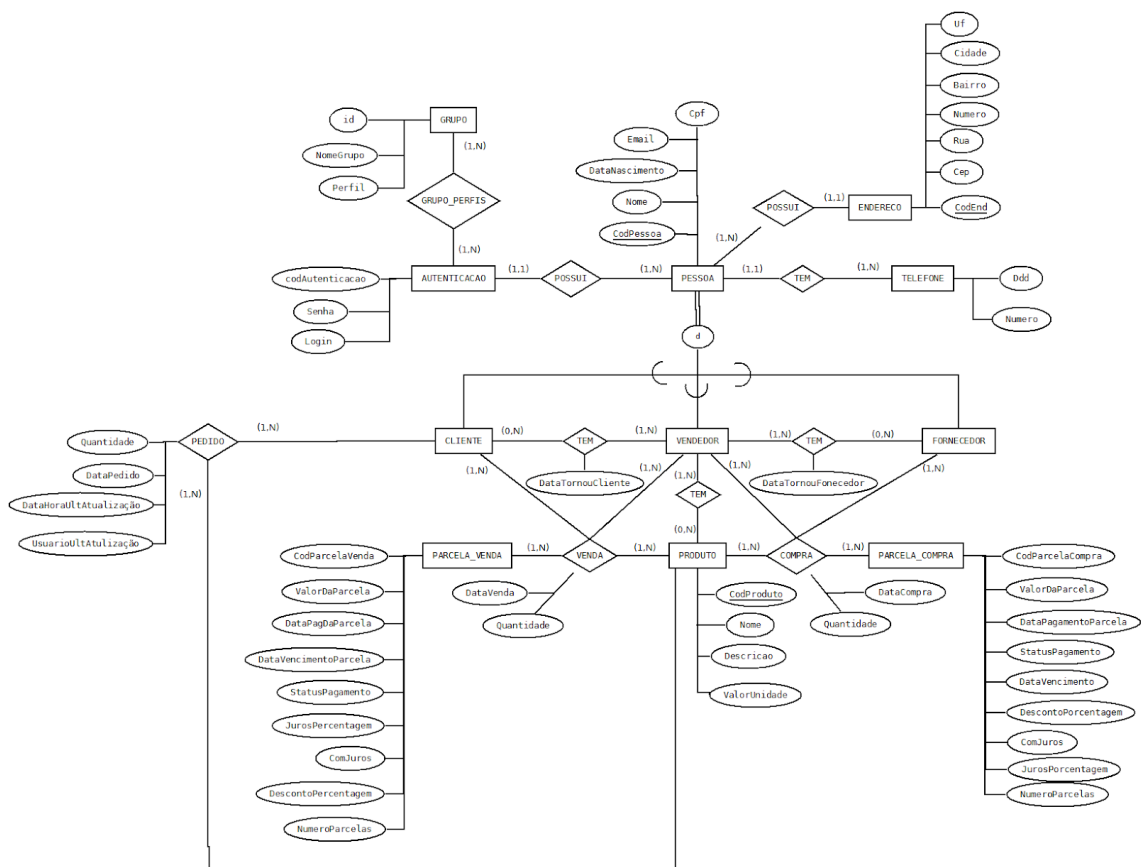 Uf
Cidade
Bairro
Numero
Rua
Cep
CodEnd
ENDERECO
(1,1)
POSSUI
(1,N)
Cpf
Email
DataNascimento
Nome
CodPessoa
id
GRUPO
NomeGrupo
Perfil
(1,N)
GRUPO_PERFIS
(1,N)
codAutenticacao
AUTENTICACAO
Senha
Login
(1,1)
POSSUI
(1,N)
PESSOA
(1,1)
TEM
(1,N)
TELEFONE
Ddd
Numero
d
Quantidade
PEDIDO
(1,N)
DataPedido
DataHoraUltAtualização
UsuarioUltAtulização
(1,N)
CLIENTE
(0,N)
TEM
(1,N)
VENDEDOR
(1,N)
TEM
(0,N)
FORNECEDOR
DataTornouCliente
DataTornouFonecedor
(1,N)
(1,N)
(1,N)
(1,N)
(1,N)
TEM
(0,N)
PARCELA_VENDA
(1,N)
VENDA
(1,N)
PRODUTO
(1,N)
COMPRA
(1,N)
PARCELA_COMPRA
CodParcelaVenda
ValorDaParcela
DataPagDaParcela
DataVencimentoParcela
StatusPagamento
JurosPercentagem
ComJuros
DescontoPercentagem
NumeroParcelas
DataVenda
Quantidade
CodProduto
Nome
Descricao
ValorUnidade
DataCompra
Quantidade
CodParcelaCompra
ValorDaParcela
DataPagamentoParcela
StatusPagamento
DataVencimento
DescontoPorcentagem
ComJuros
JurosPorcentagem
NumeroParcelas